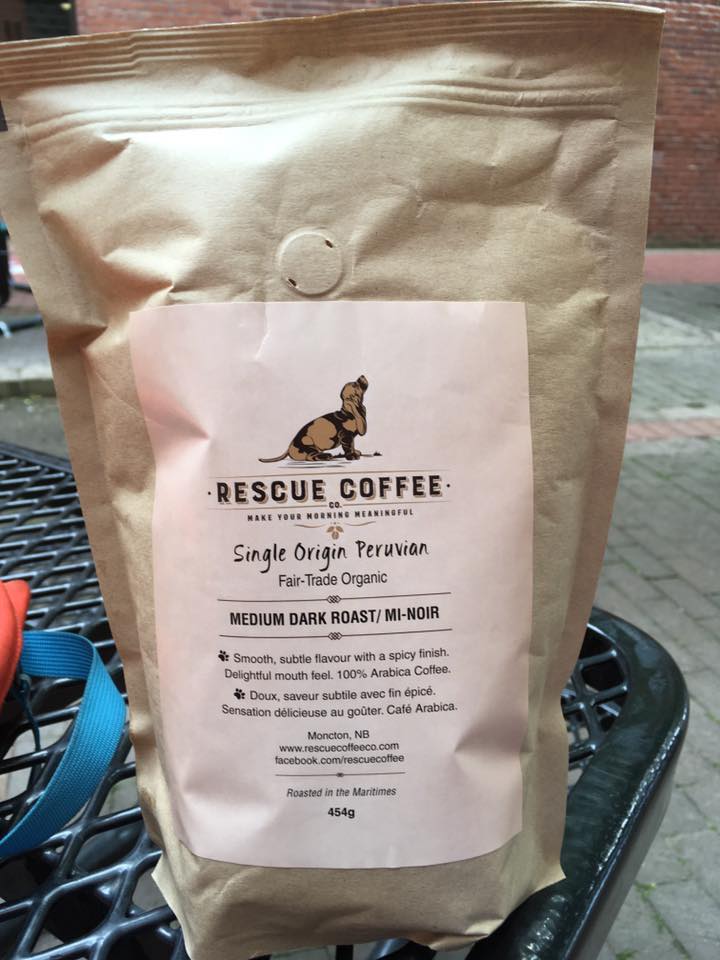 RESCUE COFFEE
CO.
MAKE YOUR MORNING MEANINGFUL
Single Origin Peruvian
Fair-Trade Organic
MEDIUM DARK ROAST/ MI-NOIR
Smooth, subtle flavour with a spicy finish.
Delightful mouth feel. 100% Arabica Coffee.
Doux, saveur subtile avec fin épicé.
Sensation délicieuse au goûter. Café Arabica.
Moncton, NB
www.rescuecoffeeco.com
facebook.com/rescuecoffee
Roasted in the Maritimes
454g